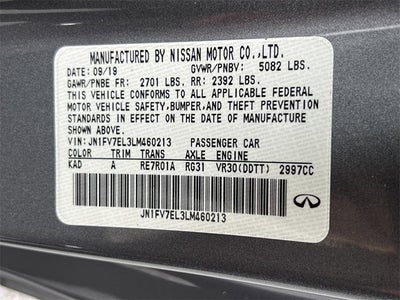 MANUFACTURED BY NISSAN MOTOR CO.,LTD.
DATE: 09/19 GVWR/PNBV: 5082 LBS.
GAWR/PNBE FR: 2701 LBS. RR: 2392 LBS.
THIS VEHICLE CONFORMS TO ALL APPLICABLE FEDERAL
MOTOR VEHICLE SAFETY,BUMPER,AND THEFT PREVENTION
STANDARDS IN EFFECT ON THE DATE OF MANUFACTURE
SHOWN ABOVE.
VIN: JN1FV7EL3LM460213 PASSENGER CAR
COLOR TRIM TRANS AXLE ENGINE
KAD A RE7R01A RG31 VR30(DDTT) 2997CC
JN1FV7EL3LM460213